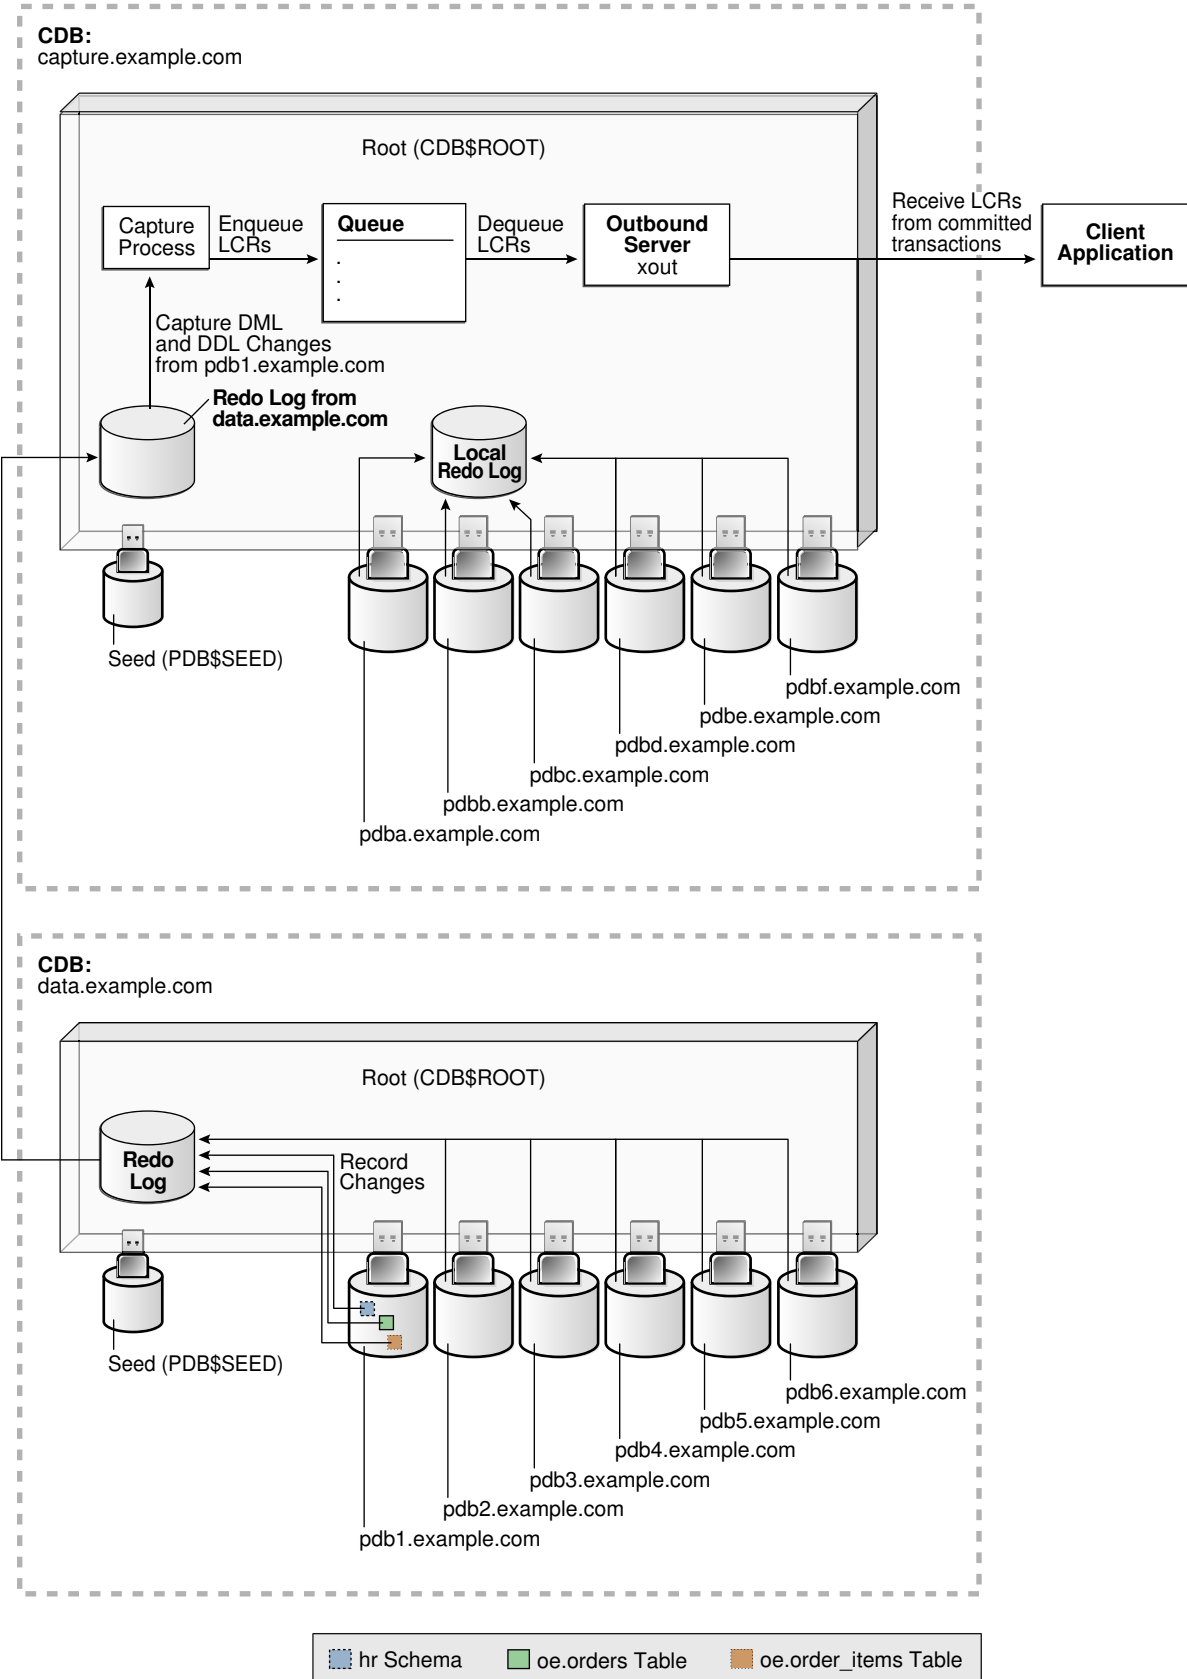 CDB:
capture.example.com
Root (CDB$ROOT)
Capture
Process
Enqueue
LCRs
Queue
.
.
.
Dequeue
LCRs
Outbound
Server
xout
Receive LCRs
from committed
transactions
Client
Application
Capture DML
and DDL Changes
from pdb1.example.com
Redo Log from
data.example.com
Local
Redo Log
Seed (PDB$SEED)
pdbf.example.com
pdbe.example.com
pdbd.example.com
pdbc.example.com
pdbb.example.com
pdba.example.com
CDB:
data.example.com
Root (CDB$ROOT)
Redo
Log
Record
Changes
Seed (PDB$SEED)
pdb6.example.com
pdb5.example.com
pdb4.example.com
pdb3.example.com
pdb2.example.com
pdb1.example.com
hr Schema
oe.orders Table
oe.order_items Table